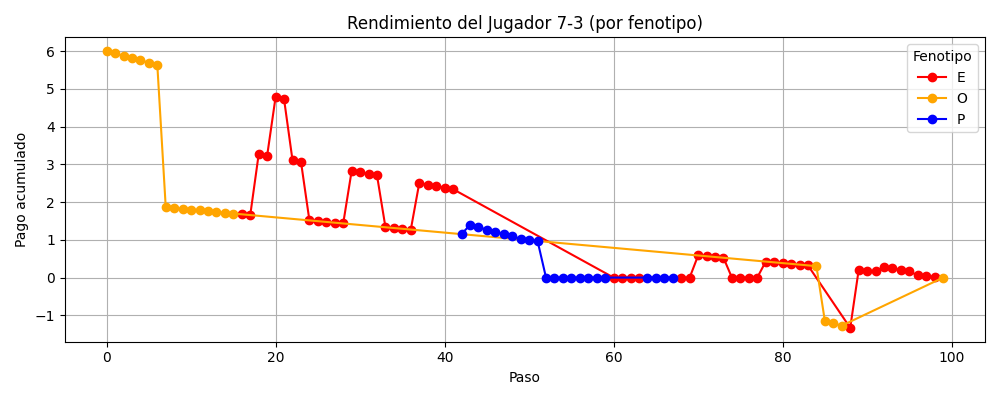 Rendimiento del Jugador 7-3 (por fenotipo)
Pago acumulado
6
5
4
3
2
1
0
−1
Fenotipo
E
O
P
0 20 40 60 80 100
Paso